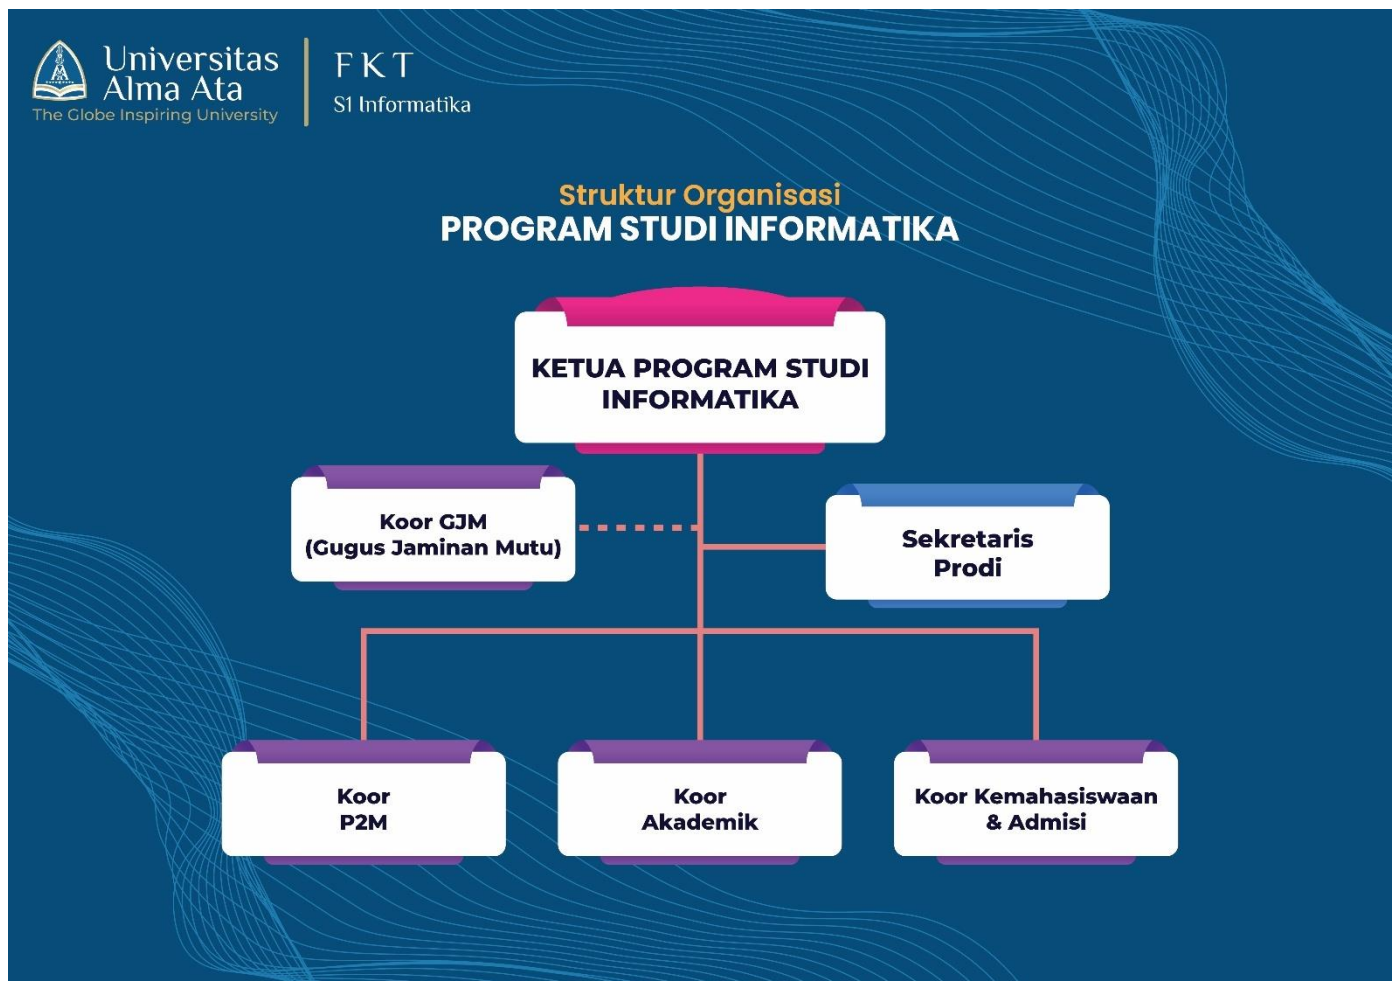 Universitas
Alma Ata
The Globe Inspiring University
FKT
S1 Informatika
Struktur Organisasi
PROGRAM STUDI INFORMATIKA
KETUA PROGRAM STUDI
INFORMATIKA
Koor GJM
(Gugus Jaminan Mutu)
Sekretaris
Prodi
Koor
P2M
Koor
Akademik
Koor Kemahasiswaan
& Admisi